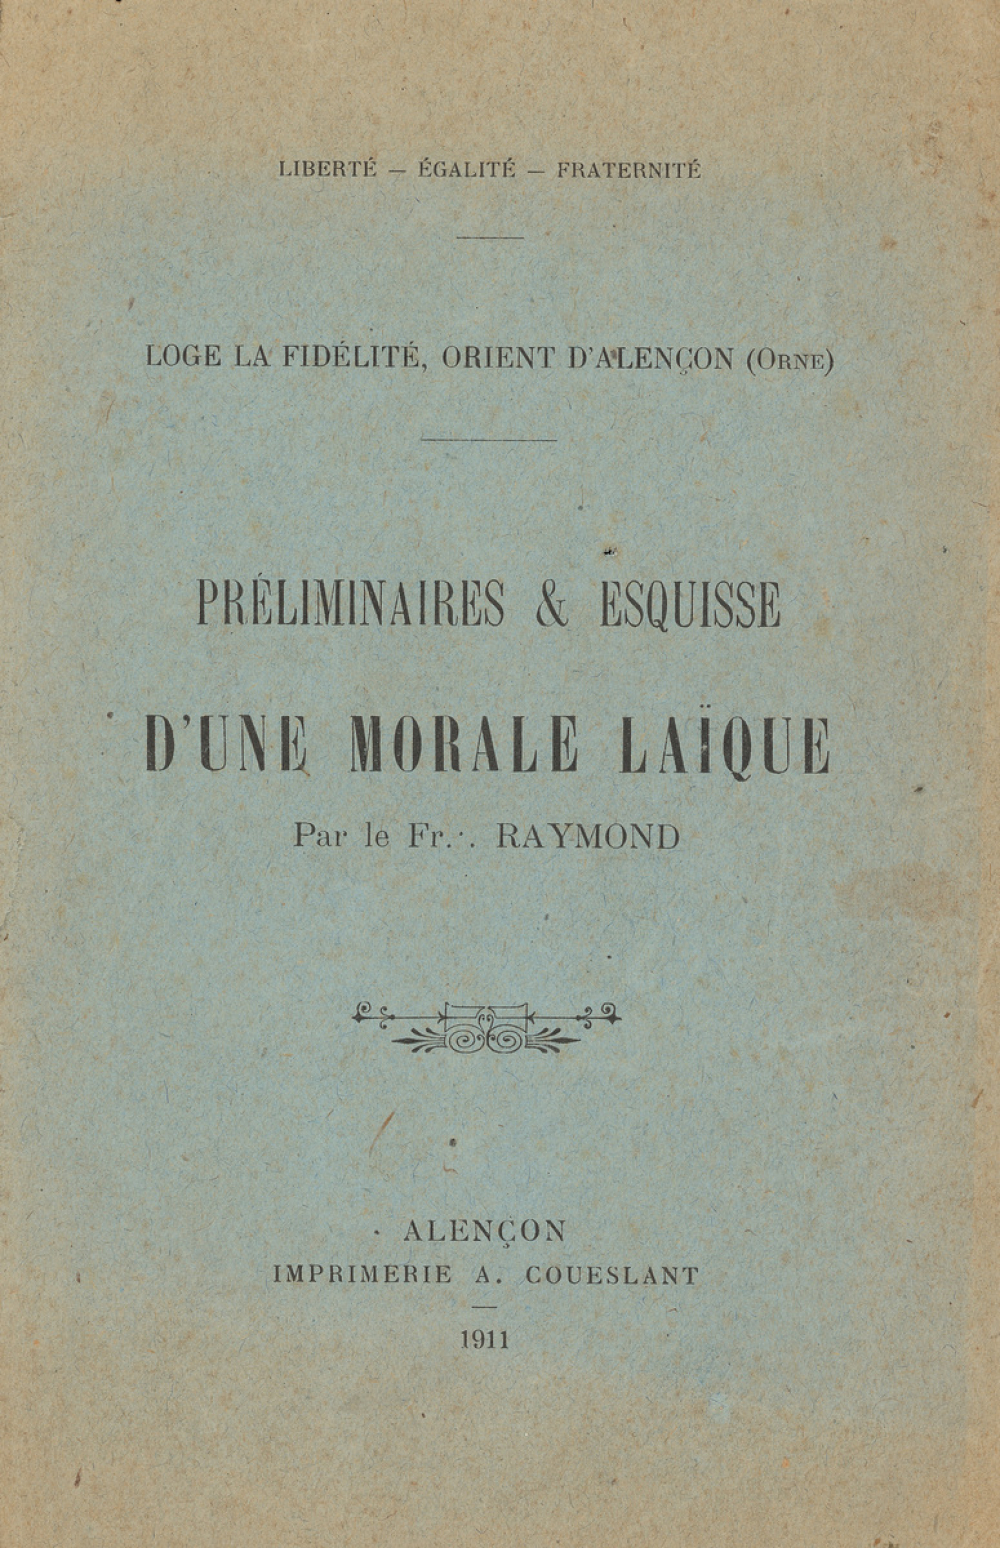 LIBERTÉ — ÉGALITÉ — FRATERNITÉ
LOGE LA FIDÉLITÉ, ORIENT D'ALENÇON (ORNE)
PRÉLIMINAIRES & ESQUISSE
D'UNE MORALE LAÏQUE
Par le Fr.·. RAYMOND
ALENÇON
IMPRIMERIE A. COUESLANT
1911